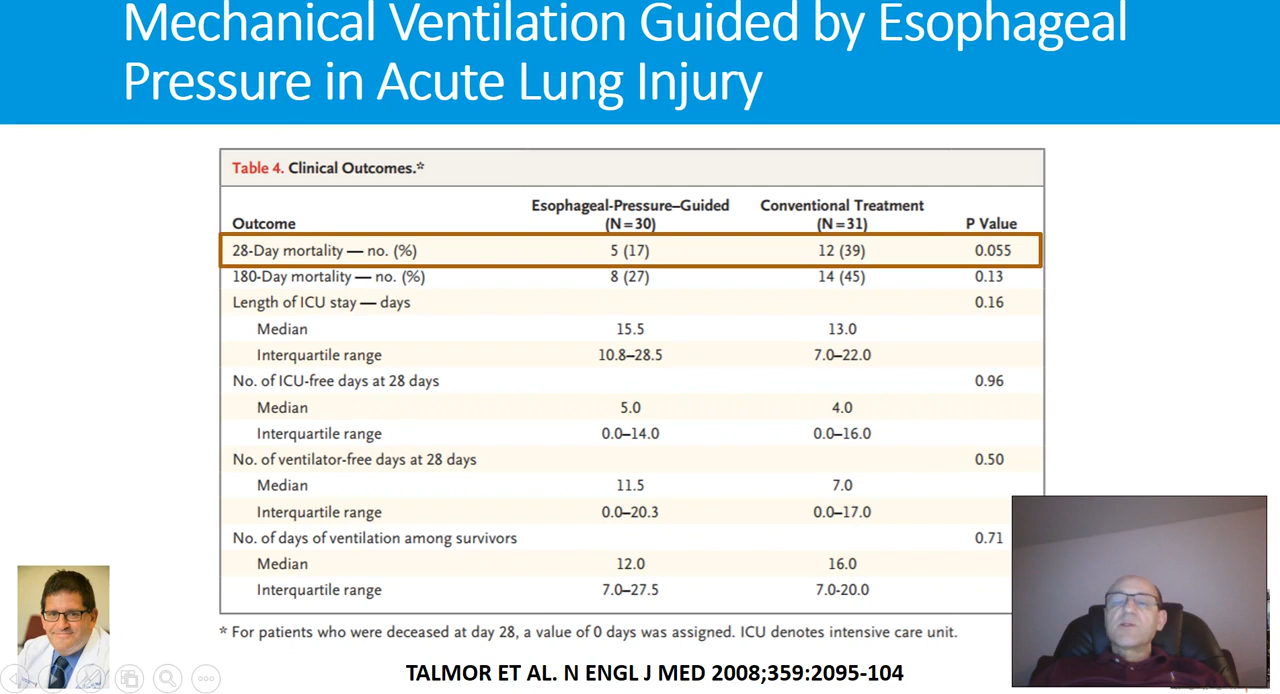 Mechanical Ventilation Guided by Esophageal
Pressure in Acute Lung Injury
Table 4. Clinical Outcomes.*
Outcome Esophageal-Pressure–Guided (N=30) Conventional Treatment (N=31) P Value
28-Day mortality — no. (%) 5 (17) 12 (39) 0.055
180-Day mortality — no. (%) 8 (27) 14 (45) 0.13
Length of ICU stay — days 0.16
Median 15.5 13.0
Interquartile range 10.8–28.5 7.0–22.0
No. of ICU-free days at 28 days 0.96
Median 5.0 4.0
Interquartile range 0.0–14.0 0.0–16.0
No. of ventilator-free days at 28 days 0.50
Median 11.5 7.0
Interquartile range 0.0–20.3 0.0–17.0
No. of days of ventilation among survivors 0.71
Median 12.0 16.0
Interquartile range 7.0–27.5 7.0-20.0
* For patients who were deceased at day 28, a value of 0 days was assigned. ICU denotes intensive care unit.
TALMOR ET AL. N ENGL J MED 2008;359:2095-104